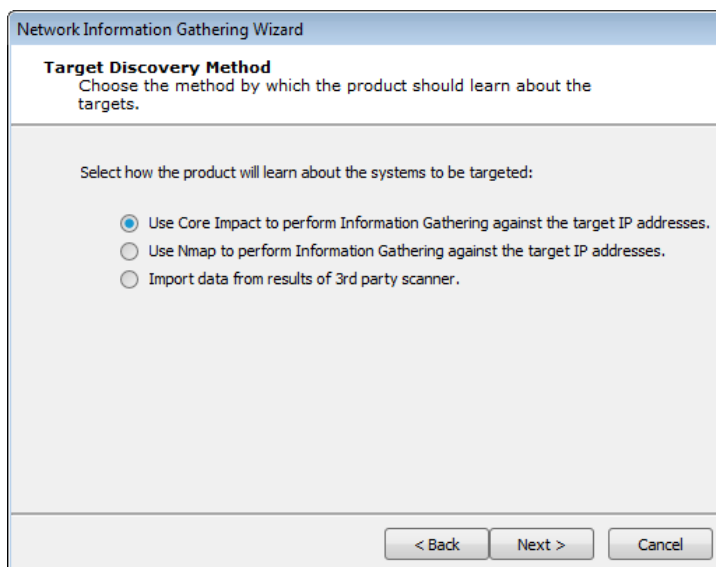 Network Information Gathering Wizard
Target Discovery Method
Choose the method by which the product should learn about the
targets.
Select how the product will learn about the systems to be targeted:
Use Core Impact to perform Information Gathering against the target IP addresses.
Use Nmap to perform Information Gathering against the target IP addresses.
Import data from results of 3rd party scanner.
< Back Next > Cancel